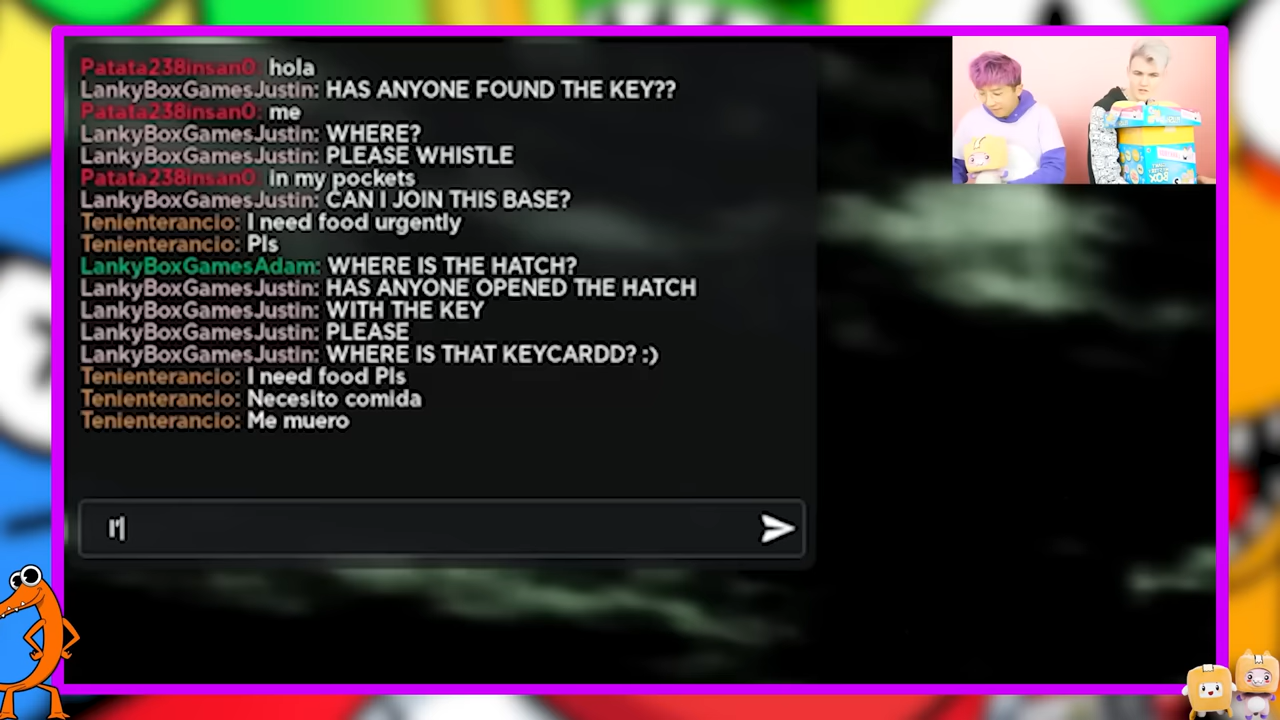 Patata238insan0: hola
LankyBoxGamesJustin: HAS ANYONE FOUND THE KEY??
Patata238insan0: me
LankyBoxGamesJustin: WHERE?
LankyBoxGamesJustin: PLEASE WHISTLE
Patata238insan0: In my pockets
LankyBoxGamesJustin: CAN I JOIN THIS BASE?
Tenienterancio: I need food urgently
Tenienterancio: Pls
LankyBoxGamesAdam: WHERE IS THE HATCH?
LankyBoxGamesJustin: HAS ANYONE OPENED THE HATCH
LankyBoxGamesJustin: WITH THE KEY
LankyBoxGamesJustin: PLEASE
LankyBoxGamesJustin: WHERE IS THAT KEYCARDD? :)
Tenienterancio: I need food Pls
Tenienterancio: Necesito comida
Tenienterancio: Me muero
I'